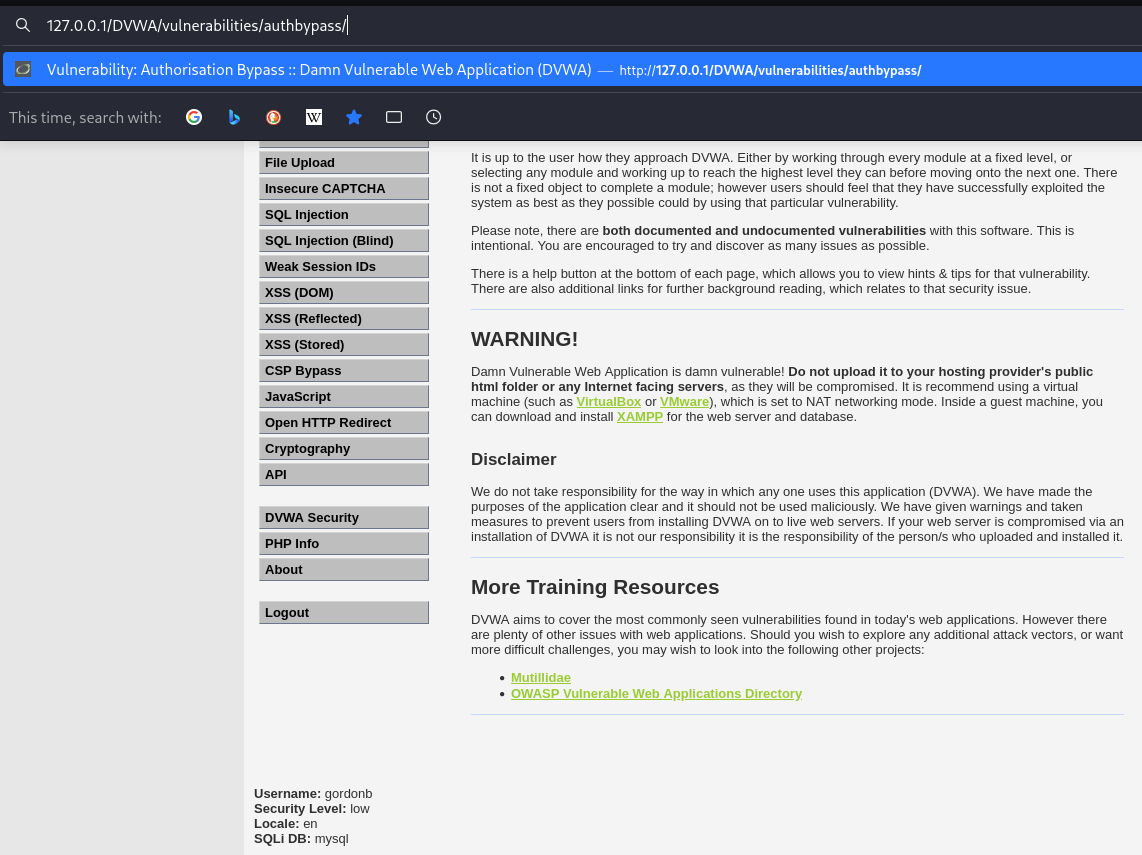 127.0.0.1/DVWA/vulnerabilities/authbypass/
Vulnerability: Authorisation Bypass :: Damn Vulnerable Web Application (DVWA) — http://127.0.0.1/DVWA/vulnerabilities/authbypass/
This time, search with:
W
File Upload
Insecure CAPTCHA
SQL Injection
SQL Injection (Blind)
Weak Session IDs
XSS (DOM)
XSS (Reflected)
XSS (Stored)
CSP Bypass
JavaScript
Open HTTP Redirect
Cryptography
API
DVWA Security
PHP Info
About
Logout
It is up to the user how they approach DVWA. Either by working through every module at a fixed level, or
selecting any module and working up to reach the highest level they can before moving onto the next one. There
is not a fixed object to complete a module; however users should feel that they have successfully exploited the
system as best as they possible could by using that particular vulnerability.
Please note, there are both documented and undocumented vulnerabilities with this software. This is
intentional. You are encouraged to try and discover as many issues as possible.
There is a help button at the bottom of each page, which allows you to view hints & tips for that vulnerability.
There are also additional links for further background reading, which relates to that security issue.
WARNING!
Damn Vulnerable Web Application is damn vulnerable! Do not upload it to your hosting provider's public
html folder or any Internet facing servers, as they will be compromised. It is recommend using a virtual
machine (such as VirtualBox or VMware), which is set to NAT networking mode. Inside a guest machine, you
can download and install XAMPP for the web server and database.
Disclaimer
We do not take responsibility for the way in which any one uses this application (DVWA). We have made the
purposes of the application clear and it should not be used maliciously. We have given warnings and taken
measures to prevent users from installing DVWA on to live web servers. If your web server is compromised via an
installation of DVWA it is not our responsibility it is the responsibility of the person/s who uploaded and installed it.
More Training Resources
DVWA aims to cover the most commonly seen vulnerabilities found in today's web applications. However there
are plenty of other issues with web applications. Should you wish to explore any additional attack vectors, or want
more difficult challenges, you may wish to look into the following other projects:
• Mutillidae
• OWASP Vulnerable Web Applications Directory
Username: gordonb
Security Level: low
Locale: en
SQLi DB: mysql